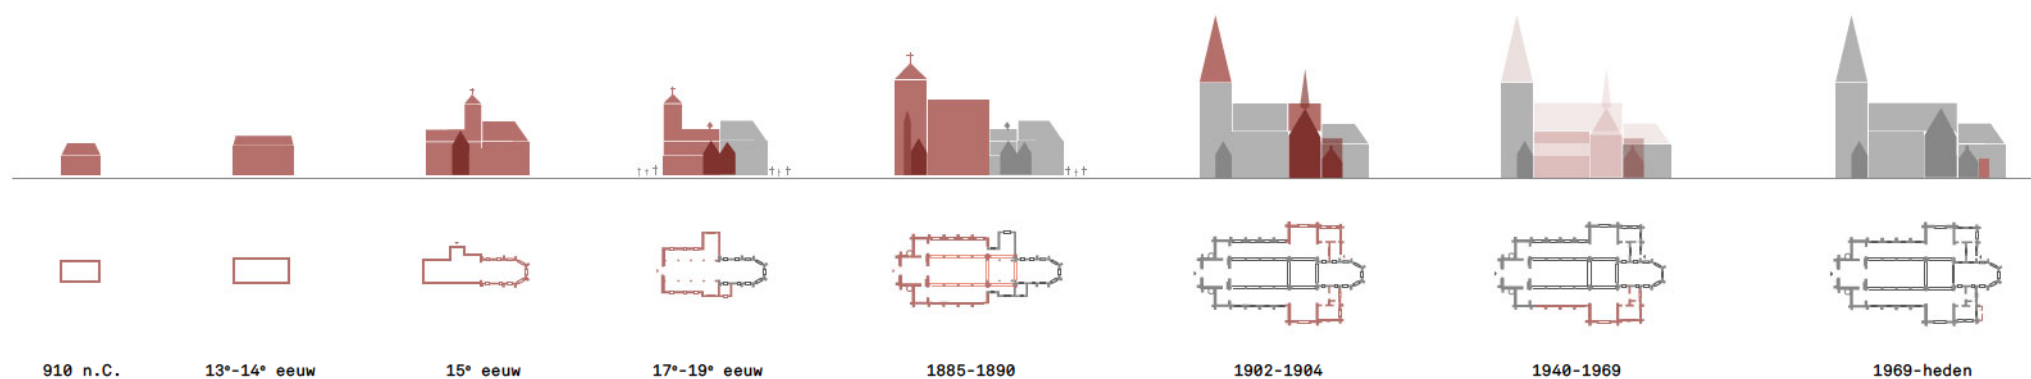 910 n.C.
13ᵉ-14ᵉ eeuw
15ᵉ eeuw
17ᵉ-19ᵉ eeuw
1885-1890
1902-1904
1940-1969
1969-heden